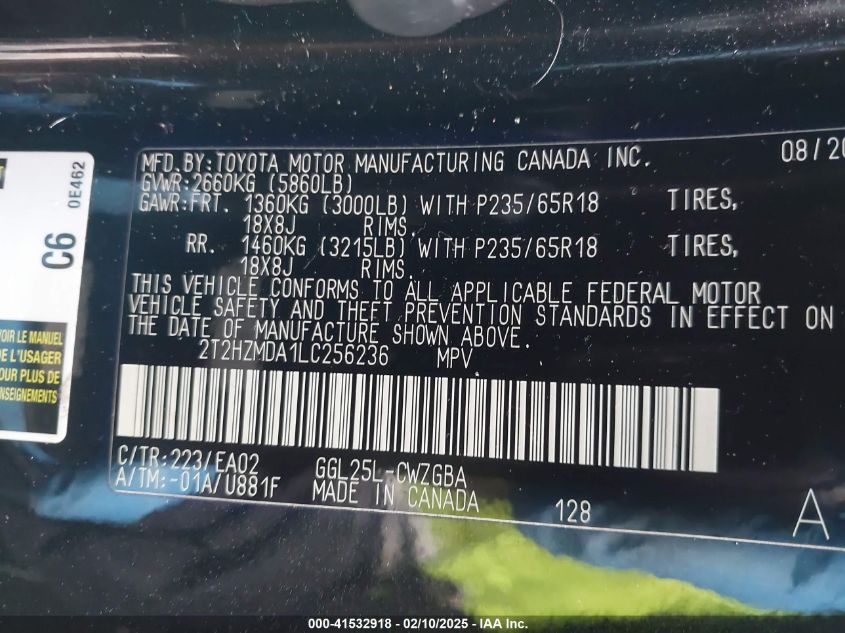 0E462
C6
VOIR LE MANUEL
DE L'USAGER
POUR PLUS DE
RENSEIGNEMENTS
MFD. BY: TOYOTA MOTOR MANUFACTURING CANADA INC. 08/20
GVWR: 2660KG (5860LB)
GAWR: FRT. 1360KG (3000LB) WITH P235/65R18 TIRES,
18X8J RIMS.
RR. 1460KG (3215LB) WITH P235/65R18 TIRES,
18X8J RIMS.
THIS VEHICLE CONFORMS TO ALL APPLICABLE FEDERAL MOTOR
VEHICLE SAFETY AND THEFT PREVENTION STANDARDS IN EFFECT ON
THE DATE OF MANUFACTURE SHOWN ABOVE.
2T2HZMDA1LC256236 MPV
C/TR: 223/EA02 GGL25L-CWZGBA
A/TM: -01A/U881F MADE IN CANADA 128 A
000-41532918 - 02/10/2025 - IAA Inc.